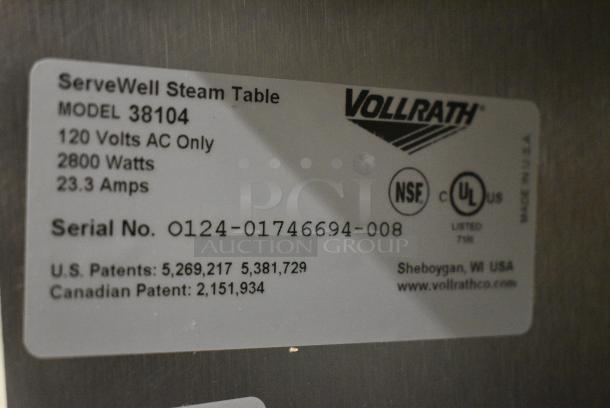 ServeWell Steam Table
MODEL 38104
120 Volts AC Only
2800 Watts
23.3 Amps
VOLLRATH®
NSF®
C UL® US
LISTED
MADE IN U.S.A.
PCI
AUCTION GROUP
Serial No. O124-01746694-008
U.S. Patents: 5,269,217 5,381,729
Canadian Patent: 2,151,934
Sheboygan, WI USA
www.vollrathco.com